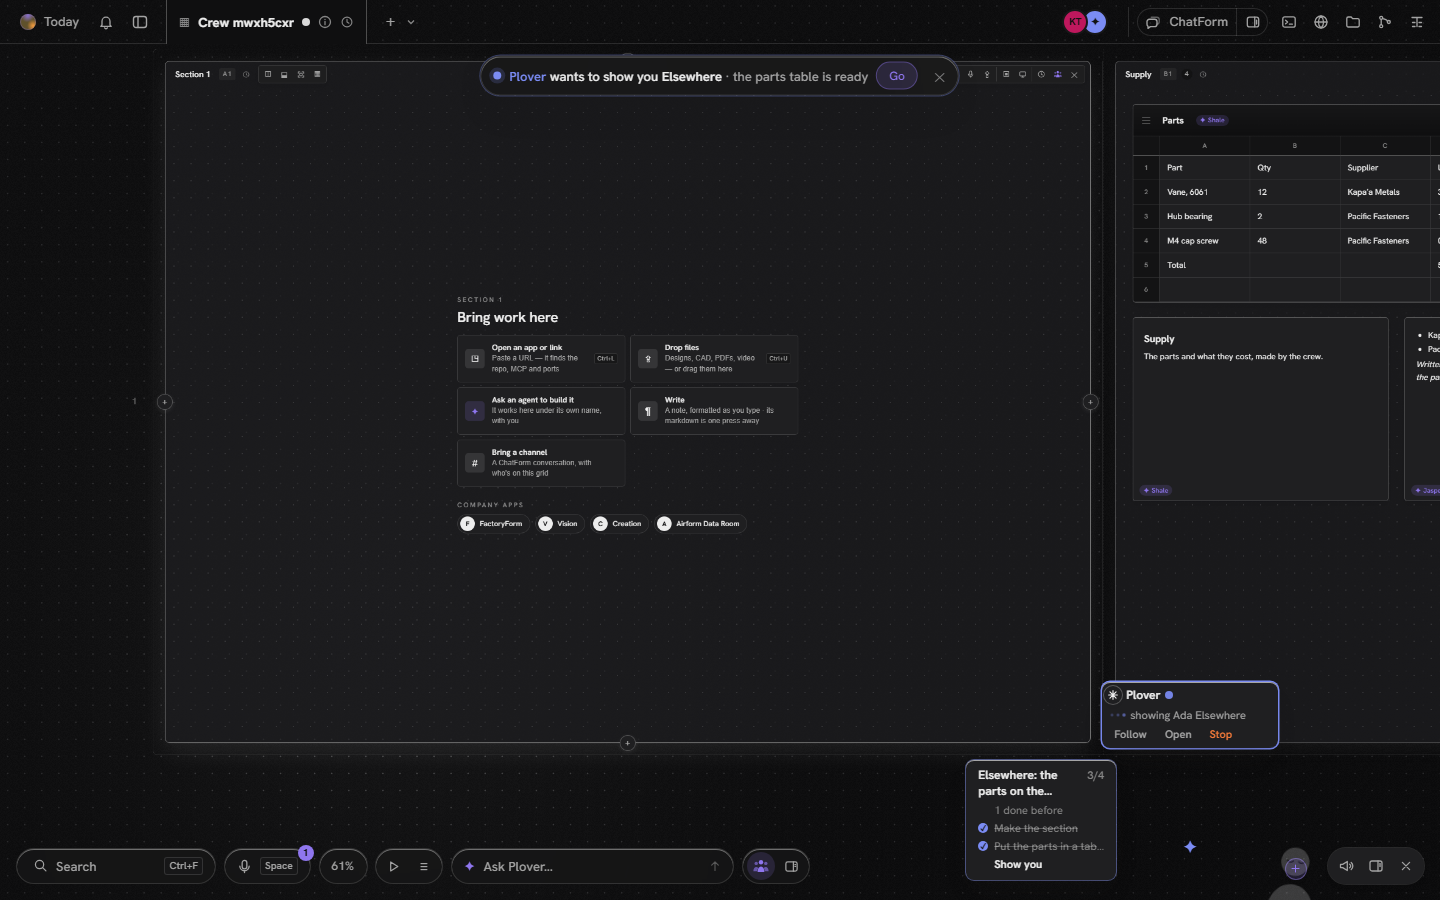 Today
Crew mwxh5cxr
KT
ChatForm
Section 1
A1
Plover wants to show you Elsewhere · the parts table is ready
Go
Supply
B1
4
Parts
Shale
A
B
C
1
Part
Qty
Supplier
2
Vane, 6061
12
Kapa'a Metals
3
Hub bearing
2
Pacific Fasteners
4
M4 cap screw
48
Pacific Fasteners
5
Total
6
SECTION 1
Bring work here
Open an app or link
Paste a URL — it finds the
repo, MCP and ports
Ctrl+L
Drop files
Designs, CAD, PDFs, video
— or drag them here
Ctrl+U
Ask an agent to build it
It works here under its own name,
with you
Write
A note, formatted as you type · its
markdown is one press away
#
Bring a channel
A ChatForm conversation, with
who's on this grid
COMPANY APPS
F
FactoryForm
V
Vision
C
Creation
A
Airform Data Room
1
Supply
The parts and what they cost, made by the crew.
Shale
Kap
Pac
Written
the pa
Jaspe
Plover
showing Ada Elsewhere
Follow
Open
Stop
Elsewhere: the
parts on the...
3/4
1 done before
Make the section
Put the parts in a tab...
Show you
Search
Ctrl+F
Space
1
61%
Ask Plover...